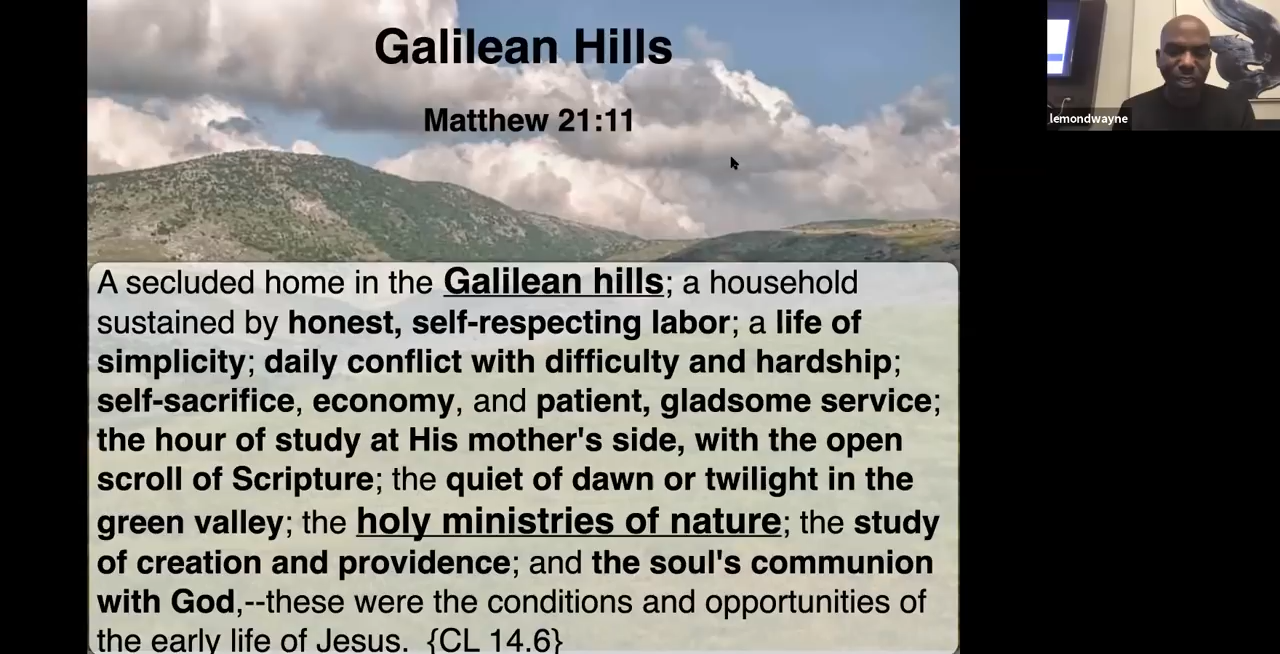 Galilean Hills
Matthew 21:11
lemondwayne
A secluded home in the Galilean hills; a household
sustained by honest, self-respecting labor; a life of
simplicity; daily conflict with difficulty and hardship;
self-sacrifice, economy, and patient, gladsome service;
the hour of study at His mother's side, with the open
scroll of Scripture; the quiet of dawn or twilight in the
green valley; the holy ministries of nature; the study
of creation and providence; and the soul's communion
with God,--these were the conditions and opportunities of
the early life of Jesus.  {CL 14.6}